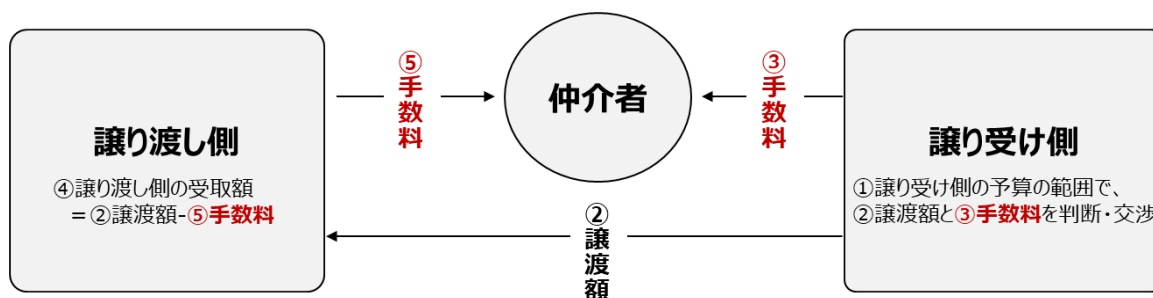 譲り渡し側
④譲り渡し側の受取額
＝②譲渡額-⑤手数料
⑤手数料
仲介者
③手数料
②譲渡額
譲り受け側
①譲り受け側の予算の範囲で、
②譲渡額と③手数料を判断・交渉